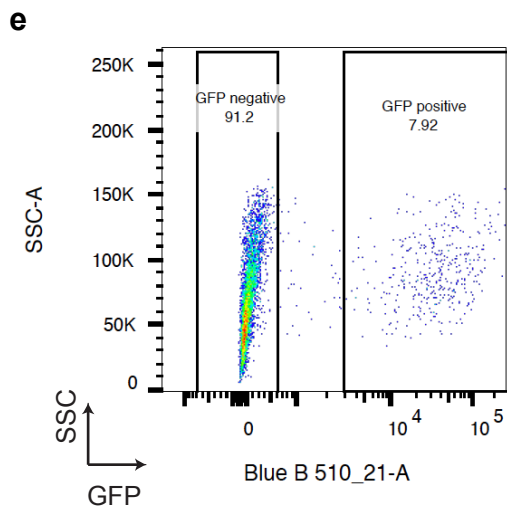 e
250K
200K
150K
100K
50K
0
SSC-A
GFP negative
91.2
GFP positive
7.92
0
10^4
10^5
Blue B 510_21-A
SSC
GFP